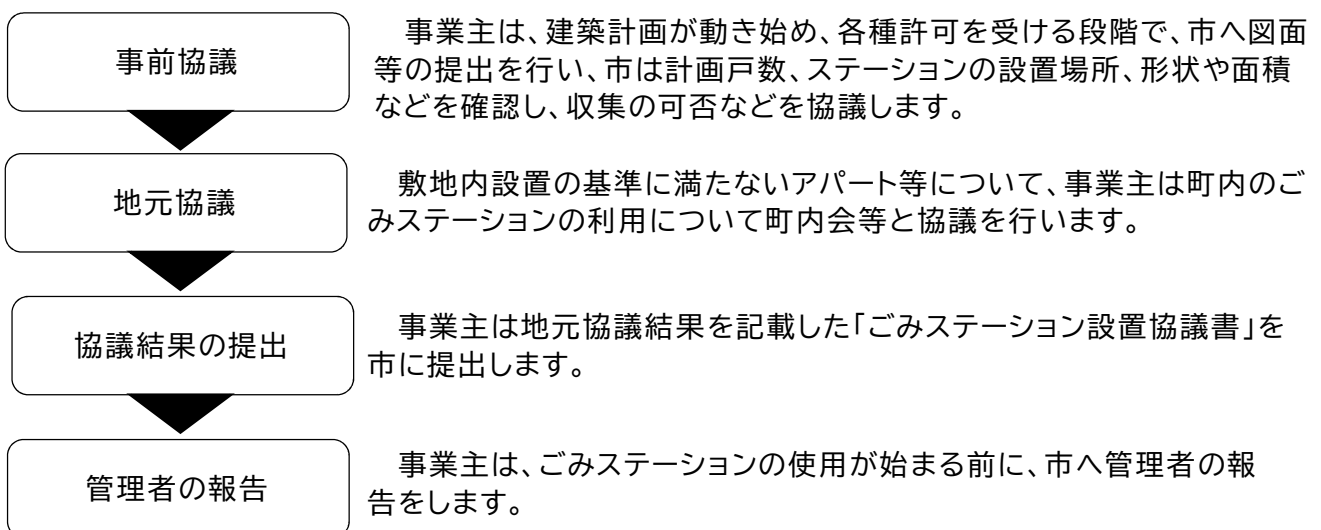 事前協議
事業主は、建築計画が動き始め、各種許可を受ける段階で、市へ図面
等の提出を行い、市は計画戸数、ステーションの設置場所、形状や面積
などを確認し、収集の可否などを協議します。
地元協議
敷地内設置の基準に満たないアパート等について、事業主は町内のご
みステーションの利用について町内会等と協議を行います。
協議結果の提出
事業主は地元協議結果を記載した「ごみステーション設置協議書」を
市に提出します。
管理者の報告
事業主は、ごみステーションの使用が始まる前に、市へ管理者の報
告をします。